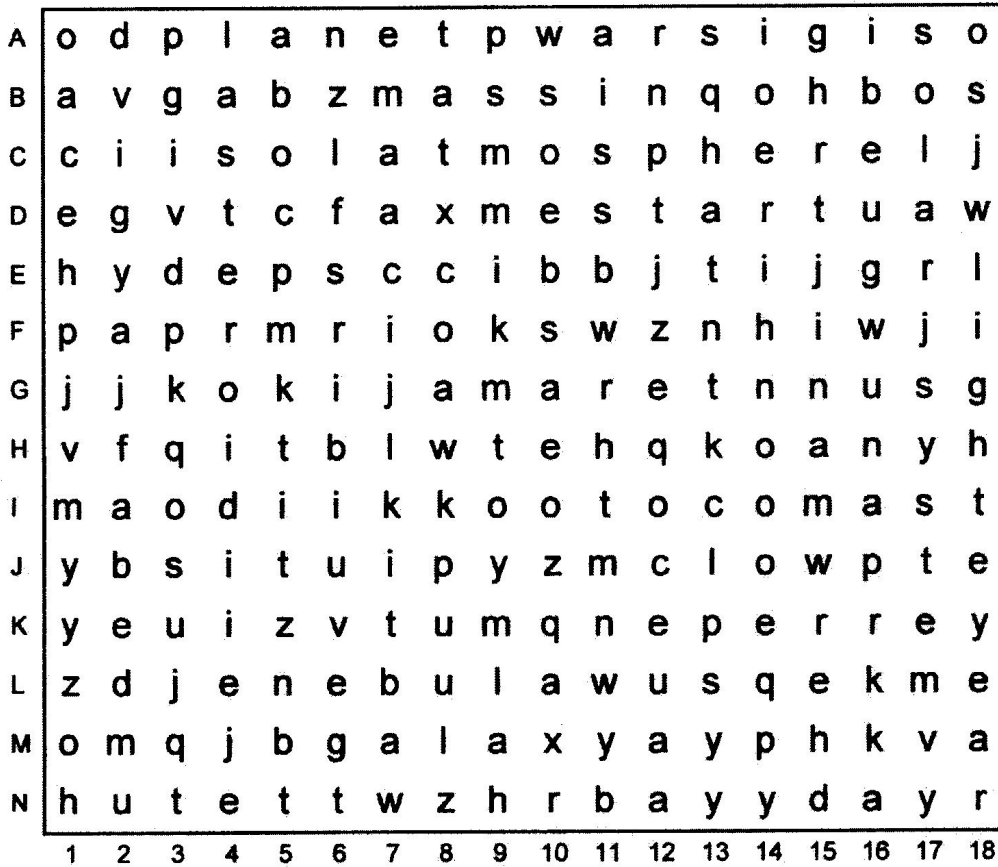 A o d p l a n e t p w a r s i g i s o
B a v g a b z m a s s i n q o h b o s
C c i i s o l a t m o s p h e r e l j
D e g v t c f a x m e s t a r t u a w
E h y d e p s c c i b b j t i j g r l
F p a p r m r i o k s w z n h i w j i
G j j k o k i j a m a r e t n n u s g
H v f q i t b l w t e h q k o a n y h
I m a o d i i k k o o t o c o m a s t
J y b s i t u i p y z m c l o w p t e
K y e u i z v t u m q n e p e r r e y
L z d j e n e b u l a w u s q e k m e
M o m q j b g a l a x y a y p h k v a
N h u t e t t w z h r b a y y d a y r
1 2 3 4 5 6 7 8 9 10 11 12 13 14 15 16 17 18